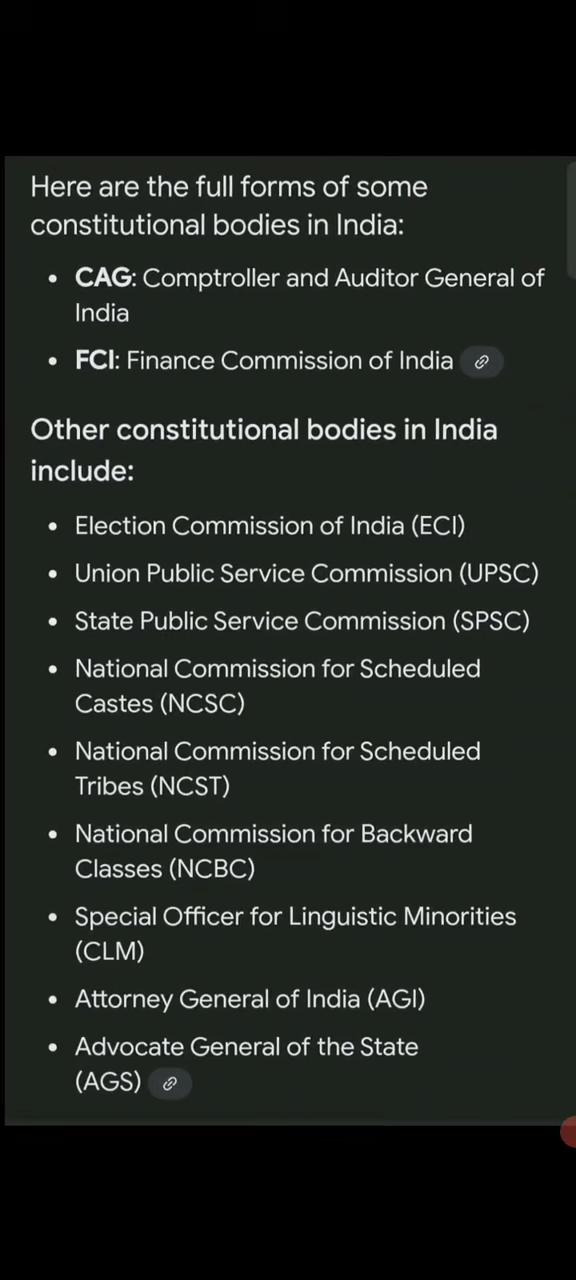 Here are the full forms of some
constitutional bodies in India:
• CAG: Comptroller and Auditor General of
India
• FCI: Finance Commission of India
Other constitutional bodies in India
include:
• Election Commission of India (ECI)
• Union Public Service Commission (UPSC)
• State Public Service Commission (SPSC)
• National Commission for Scheduled
Castes (NCSC)
• National Commission for Scheduled
Tribes (NCST)
• National Commission for Backward
Classes (NCBC)
• Special Officer for Linguistic Minorities
(CLM)
• Attorney General of India (AGI)
• Advocate General of the State
(AGS)